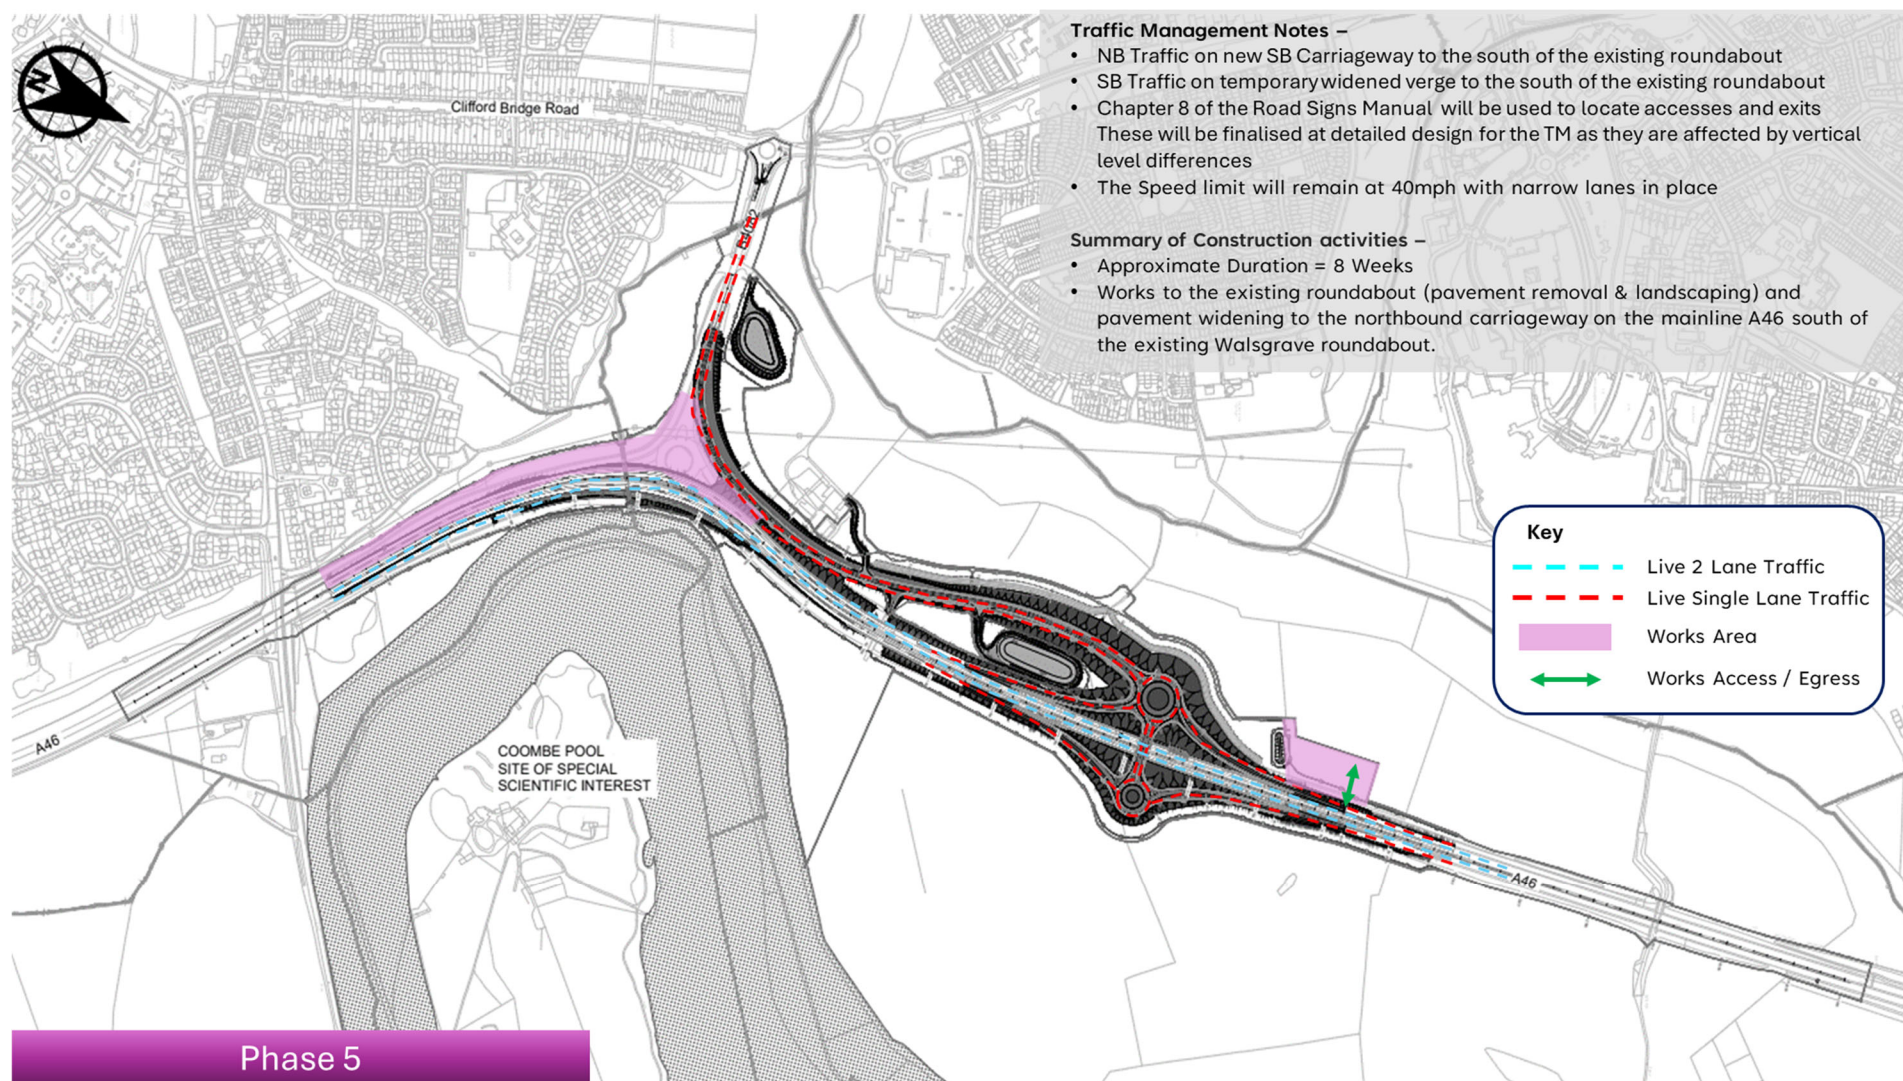 Traffic Management Notes –
• NB Traffic on new SB Carriageway to the south of the existing roundabout
• SB Traffic on temporary widened verge to the south of the existing roundabout
• Chapter 8 of the Road Signs Manual will be used to locate accesses and exits
These will be finalised at detailed design for the TM as they are affected by vertical
level differences
• The Speed limit will remain at 40mph with narrow lanes in place
Summary of Construction activities –
• Approximate Duration = 8 Weeks
• Works to the existing roundabout (pavement removal & landscaping) and
pavement widening to the northbound carriageway on the mainline A46 south of
the existing Walsgrave roundabout.
N
Clifford Bridge Road
Key
Live 2 Lane Traffic
Live Single Lane Traffic
Works Area
Works Access / Egress
A46
COOMBE POOL
SITE OF SPECIAL
SCIENTIFIC INTEREST
A46
Phase 5